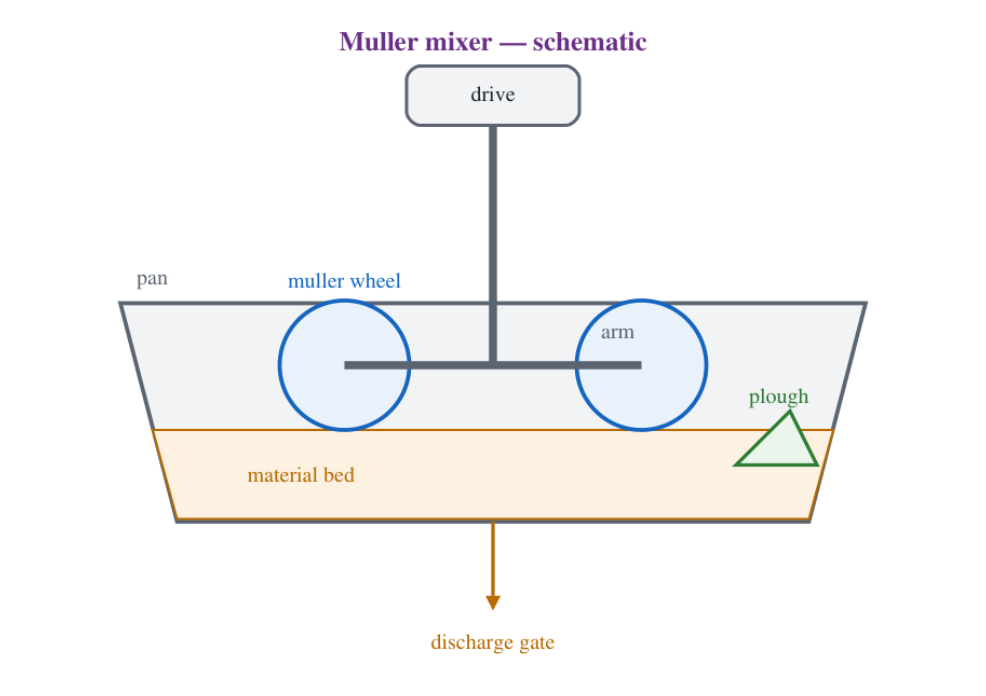 Muller mixer — schematic
drive
pan
muller wheel
arm
plough
material bed
discharge gate